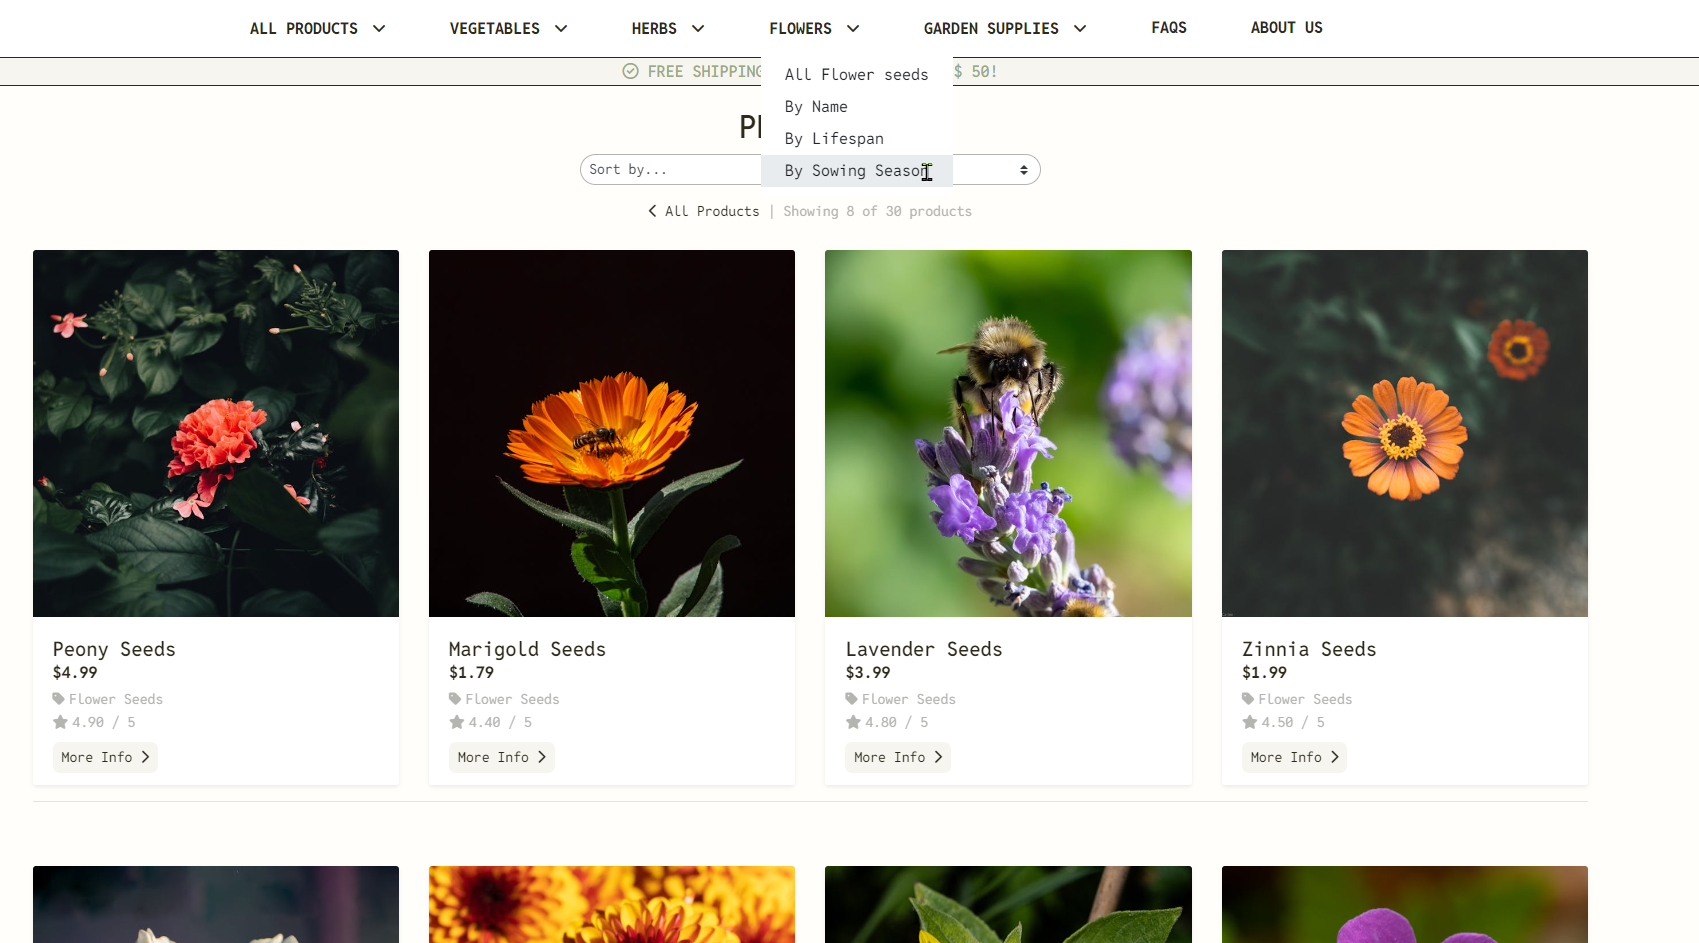 ALL PRODUCTS VEGETABLES HERBS FLOWERS GARDEN SUPPLIES FAQS ABOUT US
FREE SHIPPING $ 50!
All Flower seeds
By Name
By Lifespan
By Sowing Season
Sort by...
All Products | Showing 8 of 30 products
Peony Seeds
$4.99
Flower Seeds
4.90 / 5
More Info
Marigold Seeds
$1.79
Flower Seeds
4.40 / 5
More Info
Lavender Seeds
$3.99
Flower Seeds
4.80 / 5
More Info
Zinnia Seeds
$1.99
Flower Seeds
4.50 / 5
More Info